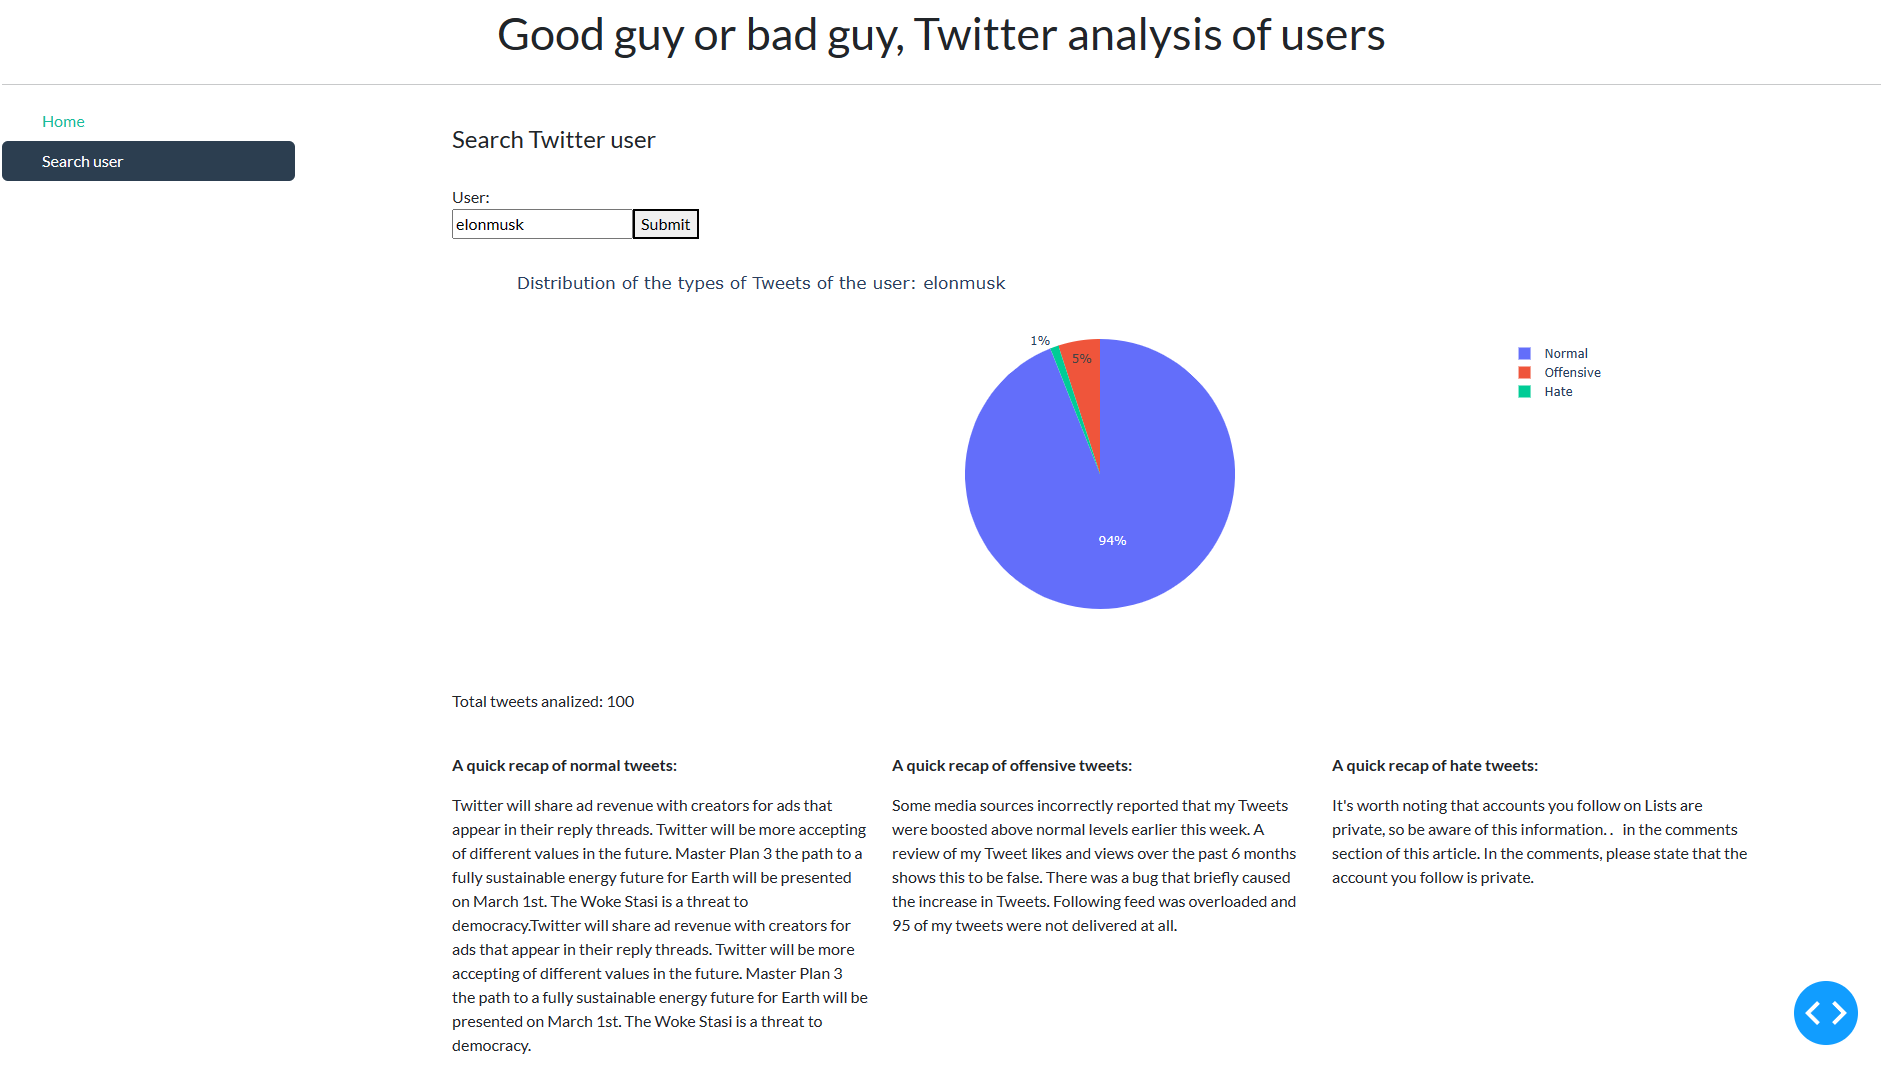 Good guy or bad guy, Twitter analysis of users
Home
Search user
Search Twitter user
User:
elonmusk
Submit
Distribution of the types of Tweets of the user: elonmusk
1%
5%
94%
Normal
Offensive
Hate
Total tweets analized: 100
A quick recap of normal tweets:
Twitter will share ad revenue with creators for ads that
appear in their reply threads. Twitter will be more accepting
of different values in the future. Master Plan 3 the path to a
fully sustainable energy future for Earth will be presented
on March 1st. The Woke Stasi is a threat to
democracy.Twitter will share ad revenue with creators for
ads that appear in their reply threads. Twitter will be more
accepting of different values in the future. Master Plan 3
the path to a fully sustainable energy future for Earth will be
presented on March 1st. The Woke Stasi is a threat to
democracy.
A quick recap of offensive tweets:
Some media sources incorrectly reported that my Tweets
were boosted above normal levels earlier this week. A
review of my Tweet likes and views over the past 6 months
shows this to be false. There was a bug that briefly caused
the increase in Tweets. Following feed was overloaded and
95 of my tweets were not delivered at all.
A quick recap of hate tweets:
It's worth noting that accounts you follow on Lists are
private, so be aware of this information. .  in the comments
section of this article. In the comments, please state that the
account you follow is private.